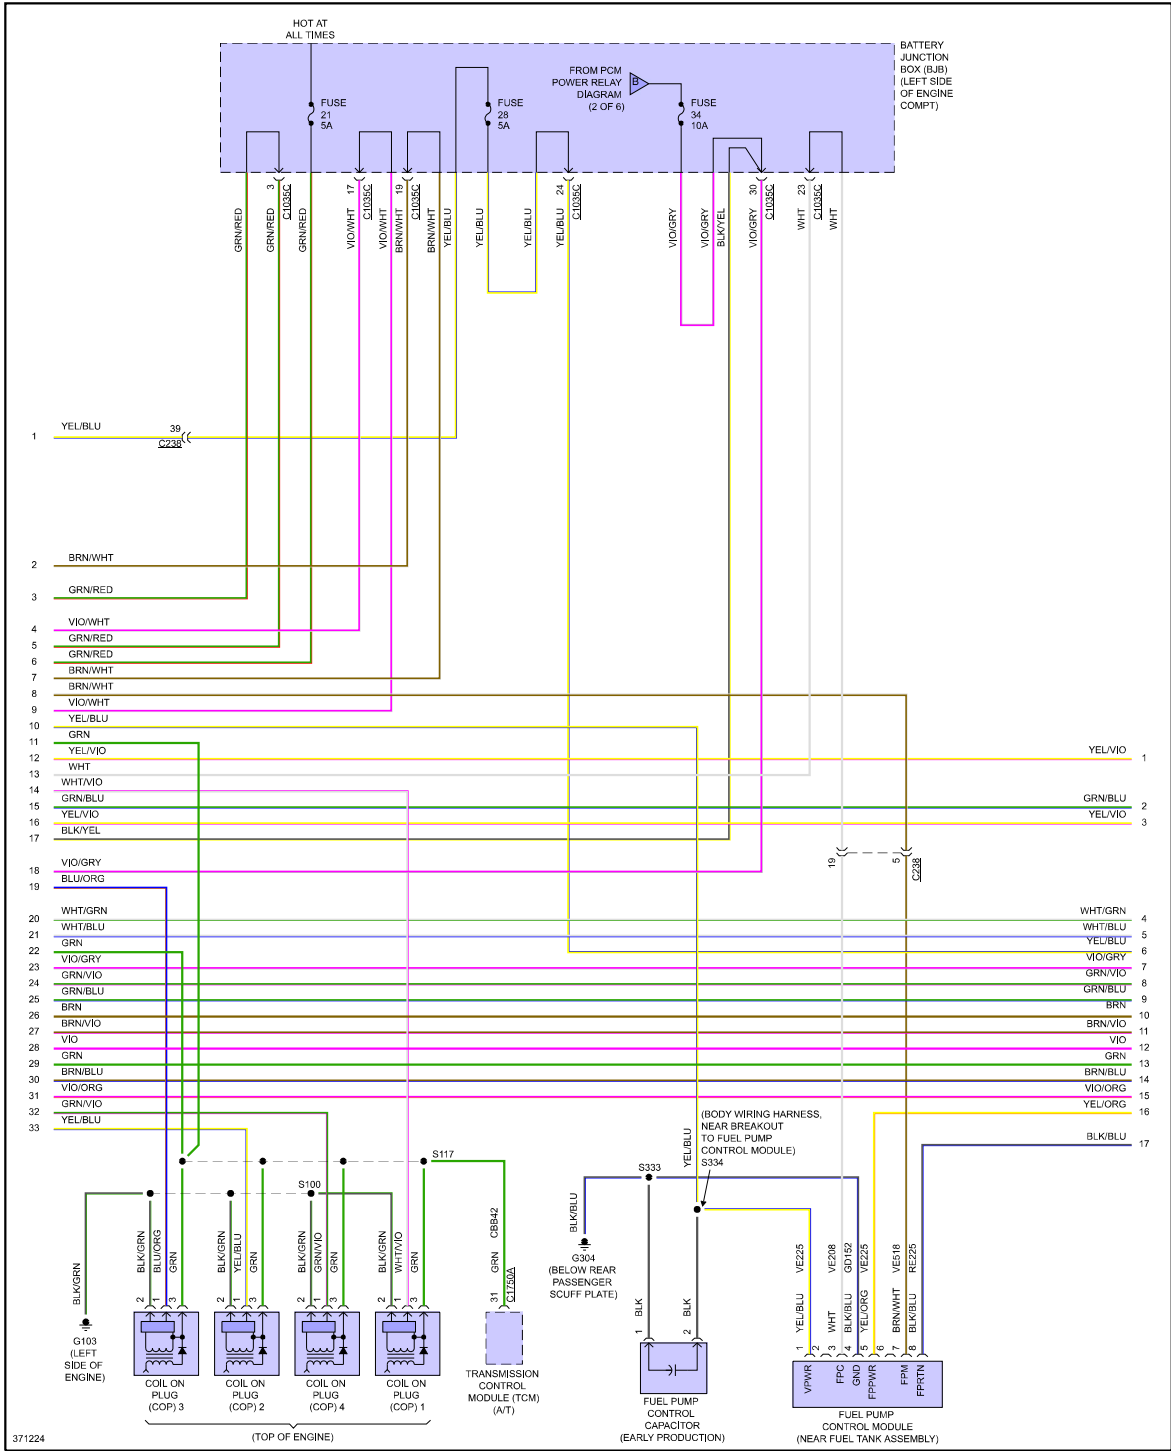 HOT AT
ALL TIMES
BATTERY
JUNCTION
BOX (BJB)
(LEFT SIDE
OF ENGINE
COMPT)
FUSE
21
5A
FUSE
28
5A
FROM PCM
POWER RELAY
DIAGRAM
(2 OF 6)
B
FUSE
34
10A
3
C1035C
17
C1035C
19
C1035C
24
C1035C
30
C1035C
23
C1035C
GRN/RED
GRN/RED
GRN/RED
VIO/WHT
VIO/WHT
BRN/WHT
BRN/WHT
YEL/BLU
YEL/BLU
YEL/BLU
YEL/BLU
VIO/GRY
VIO/GRY
BLK/YEL
VIO/GRY
WHT
WHT
1 YEL/BLU 39
C238
2 BRN/WHT
3 GRN/RED
4 VIO/WHT
5 GRN/RED
6 GRN/RED
7 BRN/WHT
8 BRN/WHT
9 VIO/WHT
10 YEL/BLU
11 GRN
12 YEL/VIO YEL/VIO 1
13 WHT
14 WHT/VIO
15 GRN/BLU GRN/BLU 2
16 YEL/VIO YEL/VIO 3
17 BLK/YEL
19
5
C238
18 VIO/GRY
19 BLU/ORG
20 WHT/GRN WHT/GRN 4
21 WHT/BLU WHT/BLU 5
22 GRN YEL/BLU 6
23 VIO/GRY VIO/GRY 7
24 GRN/VIO GRN/VIO 8
25 GRN/BLU GRN/BLU 9
26 BRN BRN 10
27 BRN/VIO BRN/VIO 11
28 VIO VIO 12
29 GRN GRN 13
30 BRN/BLU BRN/BLU 14
31 VIO/ORG VIO/ORG 15
32 GRN/VIO YEL/ORG 16
33 YEL/BLU
BLK/BLU 17
(BODY WIRING HARNESS,
NEAR BREAKOUT
TO FUEL PUMP
CONTROL MODULE)
S334
YEL/BLU
S117
S100
S333
BLK/GRN
G103
(LEFT
SIDE OF
ENGINE)
BLK/GRN
BLU/ORG
GRN
2 1 3
COIL ON
PLUG
(COP) 3
BLK/GRN
YEL/BLU
GRN
2 1 3
COIL ON
PLUG
(COP) 2
BLK/GRN
GRN/VIO
GRN
2 1 3
COIL ON
PLUG
(COP) 4
BLK/GRN
WHT/VIO
GRN
2 1 3
COIL ON
PLUG
(COP) 1
(TOP OF ENGINE)
CBB42
GRN
31
C1750A
TRANSMISSION
CONTROL
MODULE (TCM)
(A/T)
BLK/BLU
G304
(BELOW REAR
PASSENGER
SCUFF PLATE)
BLK
BLK
1 2
FUEL PUMP
CONTROL
CAPACITOR
(EARLY PRODUCTION)
VE225
VE208
GD152
VE225
VE518
RE225
YEL/BLU
WHT
BLK/BLU
YEL/ORG
BRN/WHT
BLK/BLU
1 2 3 4 5 6 7 8
VPWR
FPC
GND
FPPWR
FPM
FPRTN
FUEL PUMP
CONTROL MODULE
(NEAR FUEL TANK ASSEMBLY)
371224